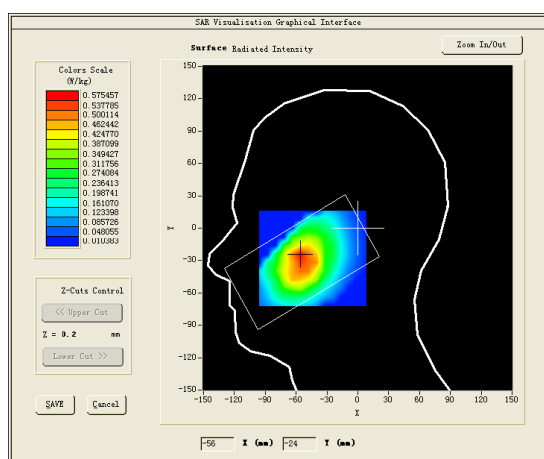 SAR Visualisation Graphical Interface
Surface Radiated Intensity
Zoom In/Out
Colors Scale
(W/kg)
0.575457
0.537785
0.500114
0.462442
0.424770
0.387099
0.349427
0.311756
0.274084
0.236413
0.198741
0.161070
0.123398
0.085726
0.048055
0.010383
150
120
90
60
30
0
-30
-60
-90
-120
-150
Y
-150 -120 -90 -60 -30 0 30 60 90 120 150
X
Z-Cuts Control
<< Upper Cut
Z = 0.2 mm
Lower Cut >>
SAVE Cancel
-56 X (mm) -24 Y (mm)